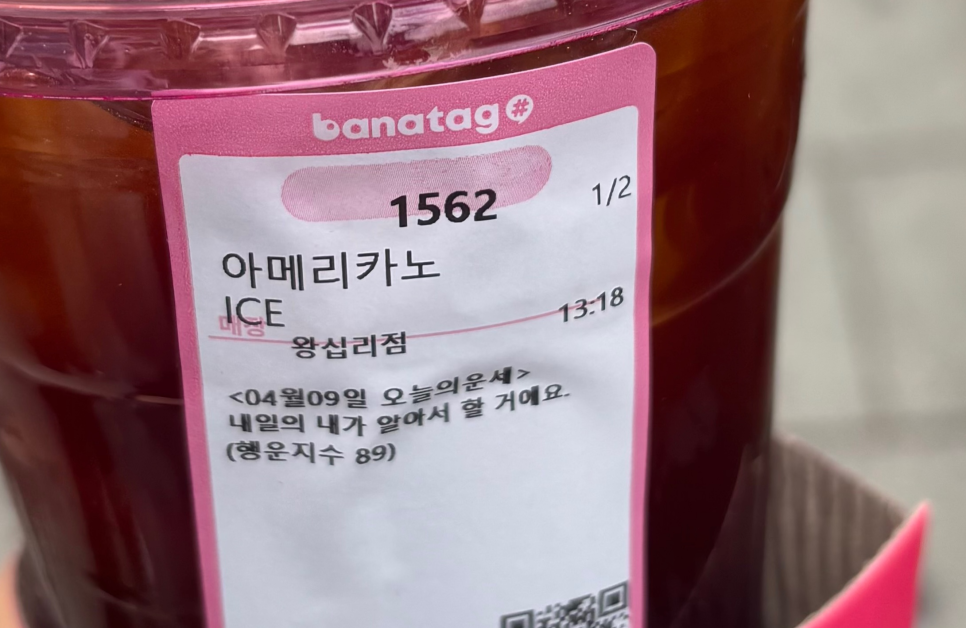 banatag#
1562
1/2
아메리카노
ICE
13:18
매장
왕십리점
<04월09일 오늘의운세>
내일의 내가 알아서 할 거에요.
(행운지수 89)